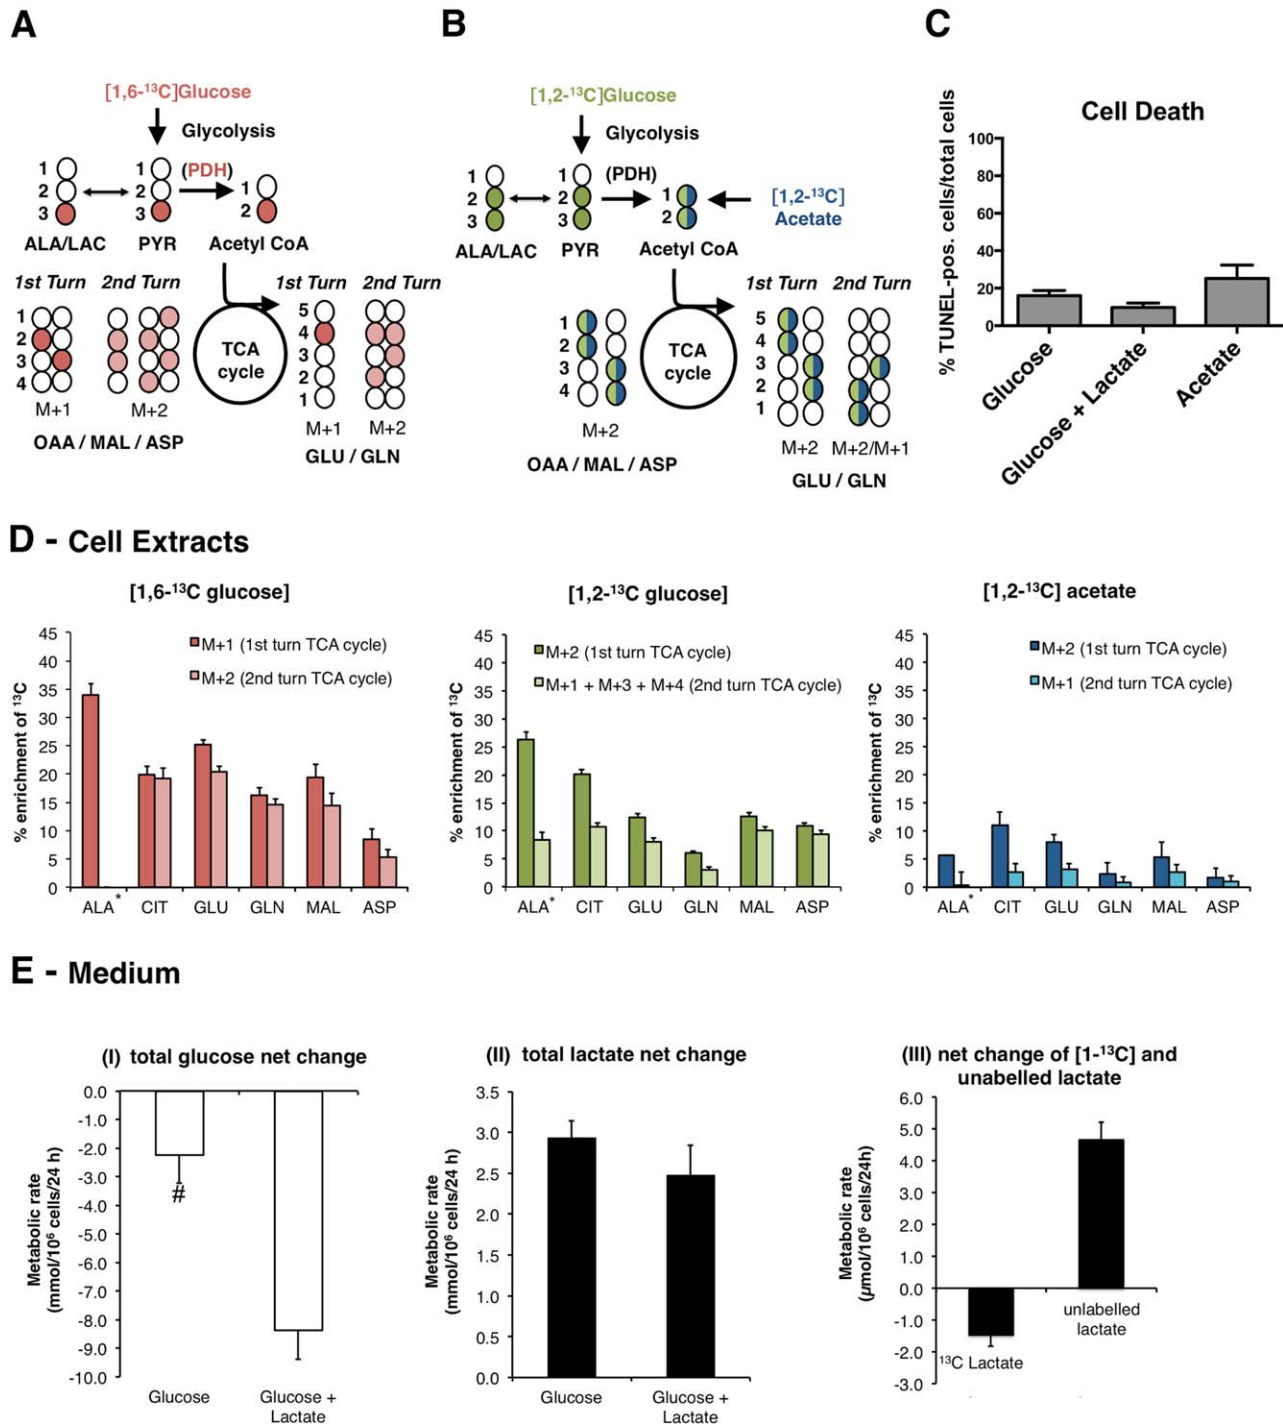 A
[1,6-¹³C]Glucose
Glycolysis
(PDH)
1
2
3
1
2
3
1
2
ALA/LAC
PYR
Acetyl CoA
1st Turn
2nd Turn
1st Turn
2nd Turn
1
2
3
4
M+1
M+2
OAA / MAL / ASP
TCA
cycle
5
4
3
2
1
M+1
M+2
GLU / GLN
B
[1,2-¹³C]Glucose
Glycolysis
(PDH)
1
2
3
1
2
3
1
2
[1,2-¹³C]
Acetate
ALA/LAC
PYR
Acetyl CoA
1st Turn
2nd Turn
1
2
3
4
M+2
OAA / MAL / ASP
TCA
cycle
5
4
3
2
1
M+2
M+2/M+1
GLU / GLN
C
Cell Death
% TUNEL-pos. cells/total cells
100
80
60
40
20
0
Glucose
Glucose + Lactate
Acetate
D - Cell Extracts
[1,6-¹³C glucose]
% enrichment of ¹³C
45
40
35
30
25
20
15
10
5
0
M+1 (1st turn TCA cycle)
M+2 (2nd turn TCA cycle)
ALA* CIT GLU GLN MAL ASP
[1,2-¹³C glucose]
% enrichment of ¹³C
45
40
35
30
25
20
15
10
5
0
M+2 (1st turn TCA cycle)
M+1 + M+3 + M+4 (2nd turn TCA cycle)
ALA* CIT GLU GLN MAL ASP
[1,2-¹³C] acetate
% enrichment of ¹³C
45
40
35
30
25
20
15
10
5
0
M+2 (1st turn TCA cycle)
M+1 (2nd turn TCA cycle)
ALA* CIT GLU GLN MAL ASP
E - Medium
(I) total glucose net change
Metabolic rate
(mmol/10⁶ cells/24 h)
0.0
-1.0
-2.0
-3.0
-4.0
-5.0
-6.0
-7.0
-8.0
-9.0
-10.0
#
Glucose
Glucose +
Lactate
(II) total lactate net change
Metabolic rate
(mmol/10⁶ cells/24 h)
3.5
3.0
2.5
2.0
1.5
1.0
0.5
0.0
Glucose
Glucose +
Lactate
(III) net change of [1-¹³C] and
unlabelled lactate
Metabolic rate
(µmol/10⁶ cells/24h)
6.0
5.0
4.0
3.0
2.0
1.0
0.0
-1.0
-2.0
-3.0
¹³C Lactate
unlabelled
lactate